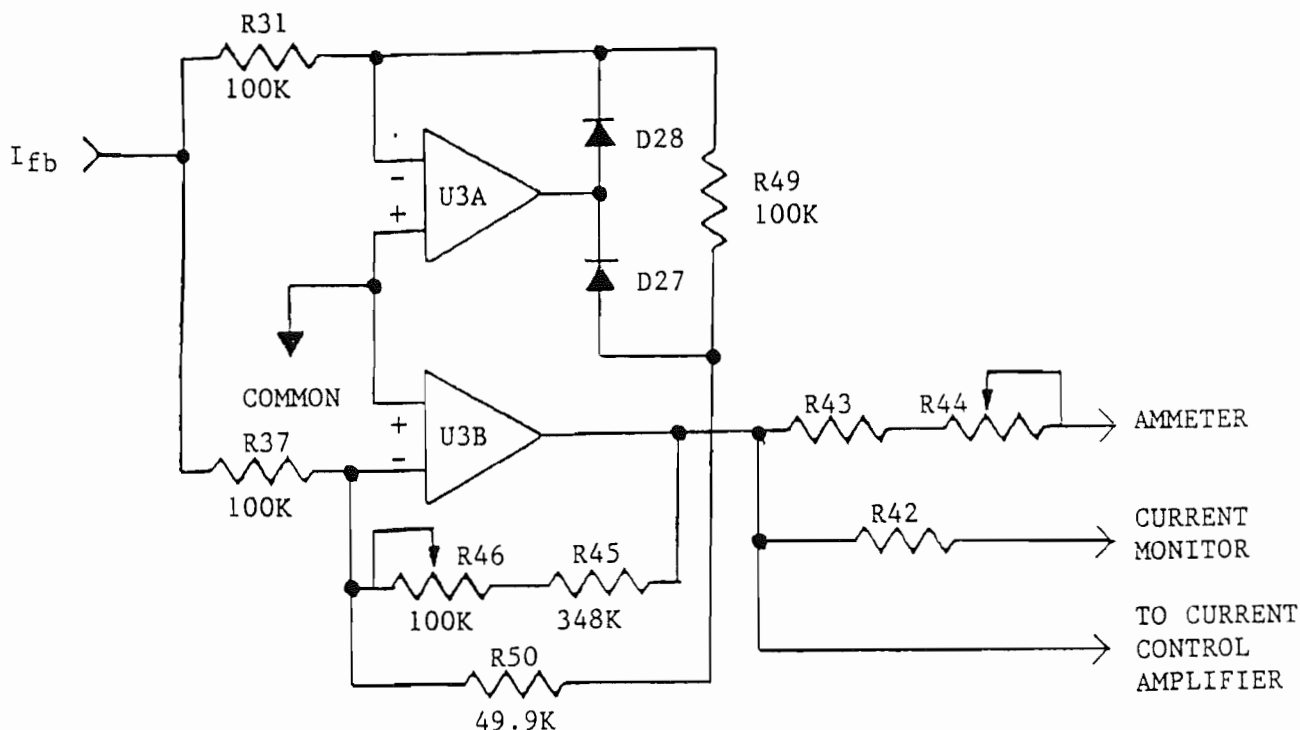 R31
100K
Ifb
D28
-
U3A
+
R49
100K
D27
COMMON
+
U3B
-
R37
100K
R43
R44
AMMETER
R42
CURRENT
MONITOR
R46
R45
100K
348K
TO CURRENT
CONTROL
AMPLIFIER
R50
49.9K